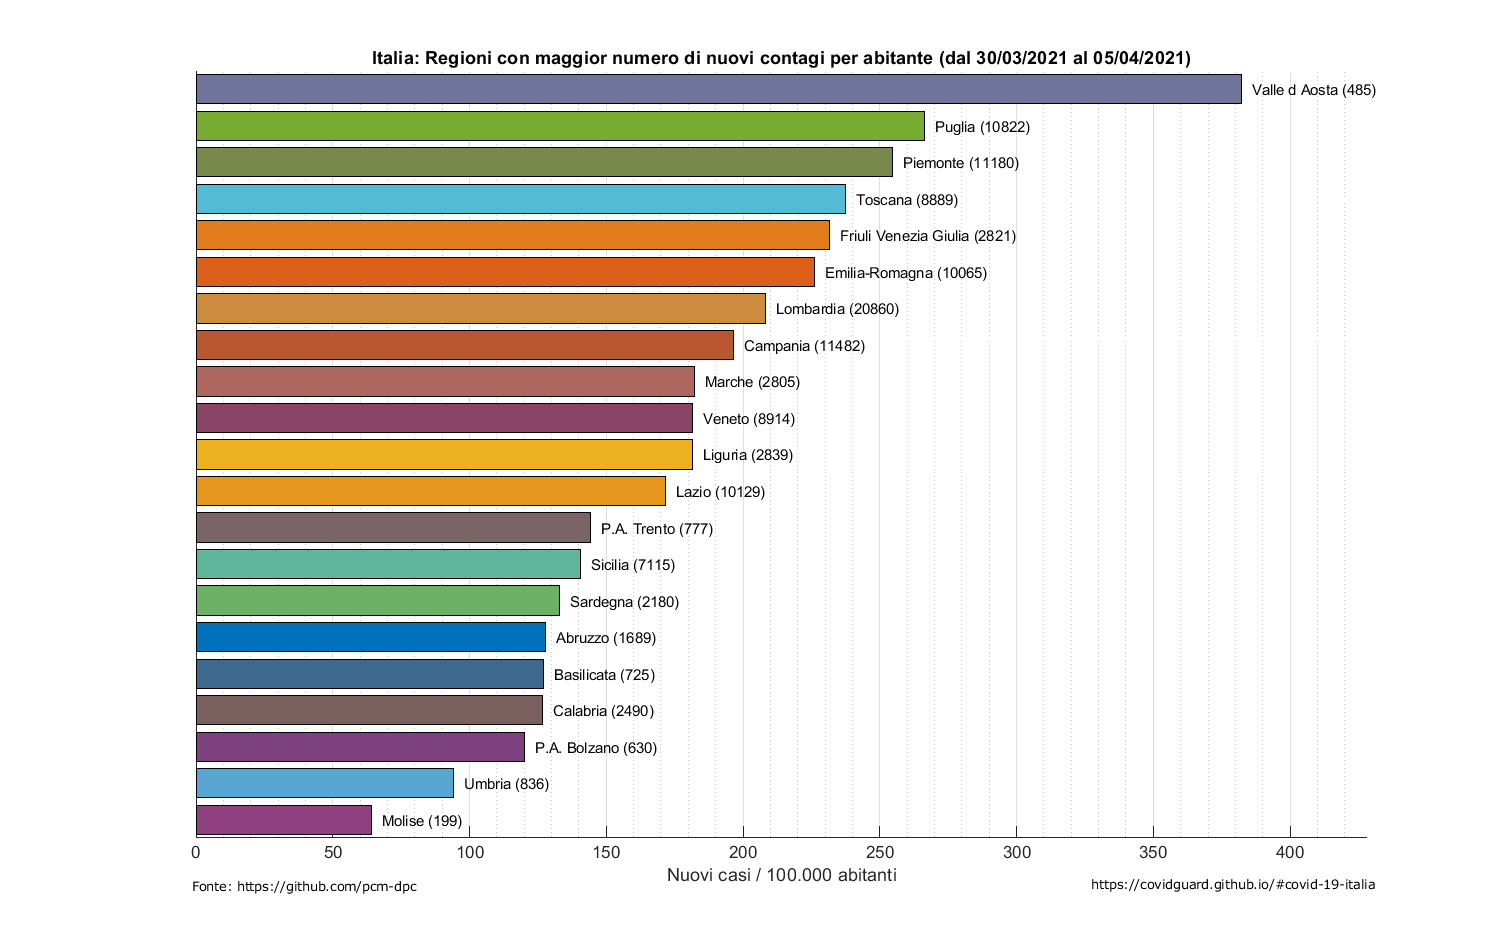 Italia: Regioni con maggior numero di nuovi contagi per abitante (dal 30/03/2021 al 05/04/2021)
Valle d Aosta (485)
Puglia (10822)
Piemonte (11180)
Toscana (8889)
Friuli Venezia Giulia (2821)
Emilia-Romagna (10065)
Lombardia (20860)
Campania (11482)
Marche (2805)
Veneto (8914)
Liguria (2839)
Lazio (10129)
P.A. Trento (777)
Sicilia (7115)
Sardegna (2180)
Abruzzo (1689)
Basilicata (725)
Calabria (2490)
P.A. Bolzano (630)
Umbria (836)
Molise (199)
0 50 100 150 200 250 300 350 400
Nuovi casi / 100.000 abitanti
Fonte: https://github.com/pcm-dpc
https://covidguard.github.io/#covid-19-italia